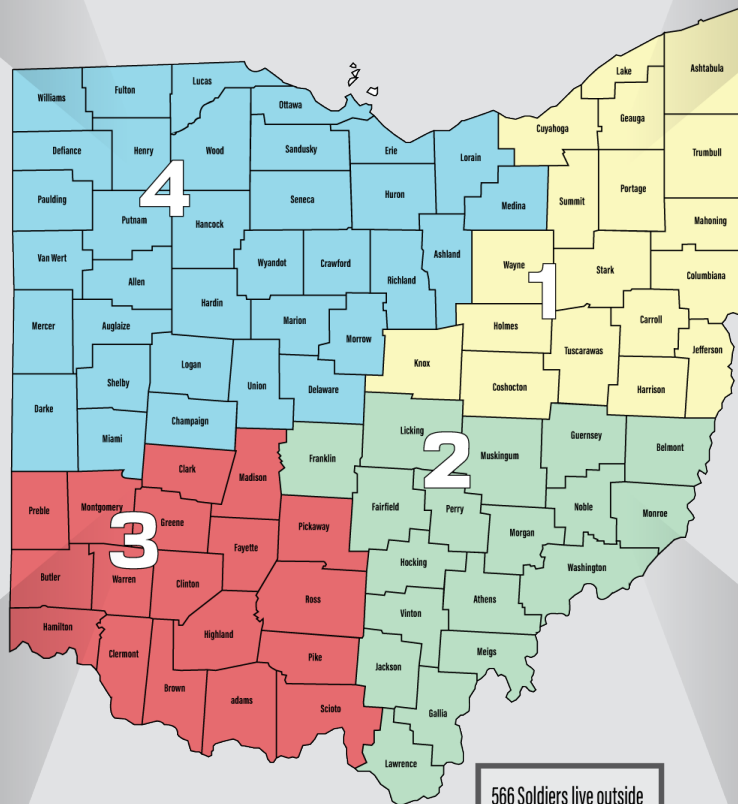 Lake
Ashtabula
Lucas
Fulton
Williams
Ottawa
Geauga
Cuyahoga
Defiance
Henry
Wood
Sandusky
Erie
Lorain
Trumbull
4
Paulding
Putnam
Hancock
Seneca
Huron
Medina
Summit
Portage
Mahoning
Van Wert
Allen
Wyandot
Crawford
Richland
Ashland
Wayne
1
Stark
Columbiana
Mercer
Auglaize
Hardin
Marion
Morrow
Holmes
Tuscarawas
Carroll
Jefferson
Shelby
Logan
Union
Delaware
Knox
Coshocton
Harrison
Darke
Miami
Champaign
Licking
2
Muskingum
Guernsey
Belmont
Franklin
Clark
Madison
Preble
Montgomery
Greene
3
Pickaway
Fairfield
Perry
Morgan
Noble
Monroe
Fayette
Butler
Warren
Clinton
Ross
Hocking
Washington
Athens
Vinton
Hamilton
Clermont
Highland
Pike
Jackson
Meigs
Brown
adams
Scioto
Gallia
Lawrence
566 Soldiers live outside